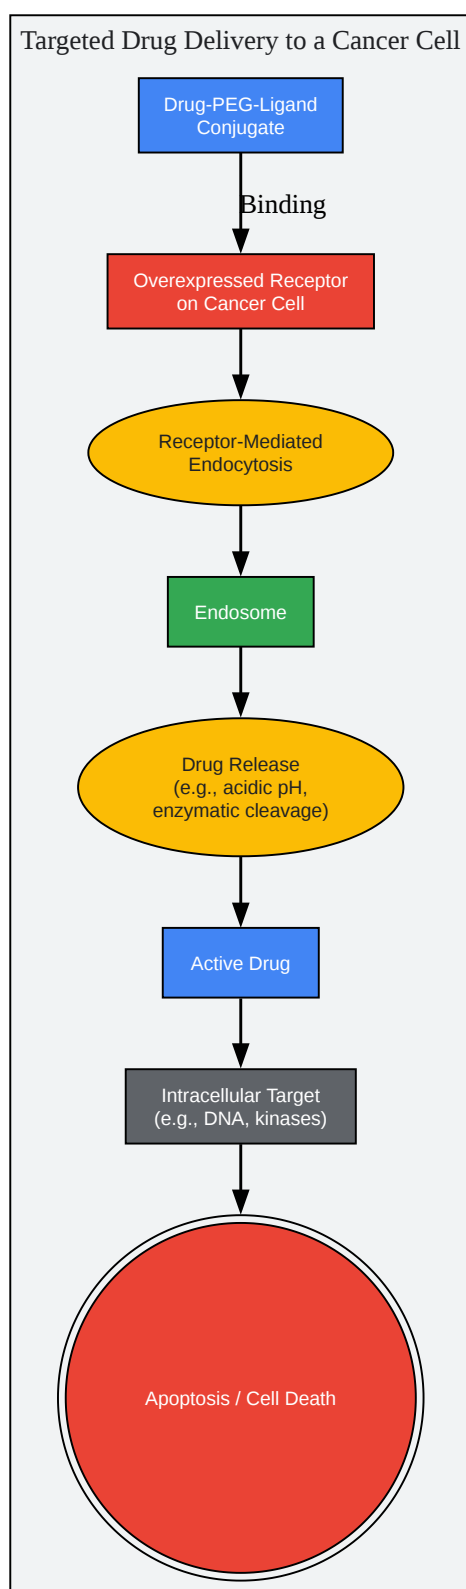 Targeted Drug Delivery to a Cancer Cell
Drug-PEG-Ligand
Conjugate
Binding
Overexpressed Receptor
on Cancer Cell
Receptor-Mediated
Endocytosis
Endosome
Drug Release
(e.g., acidic pH,
enzymatic cleavage)
Active Drug
Intracellular Target
(e.g., DNA, kinases)
Apoptosis / Cell Death